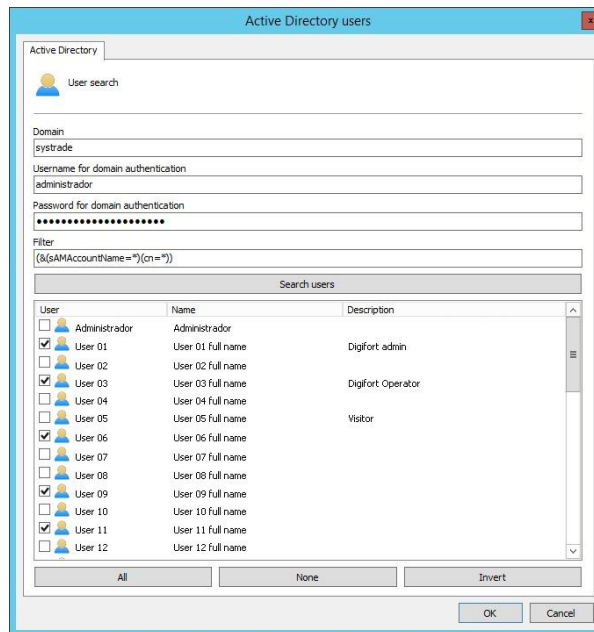 Active Directory users
x
Active Directory
User search
Domain
systrade
Username for domain authentication
administrador
Password for domain authentication
●●●●●●●●●●●●●●●●●●●●●
Filter
(&(sAMAccountName=*)(cn=*))
Search users
User Name Description
Administrador Administrador
User 01 User 01 full name Digifort admin
User 02 User 02 full name
User 03 User 03 full name Digifort Operator
User 04 User 04 full name
User 05 User 05 full name Visitor
User 06 User 06 full name
User 07 User 07 full name
User 08 User 08 full name
User 09 User 09 full name
User 10 User 10 full name
User 11 User 11 full name
User 12 User 12 full name
All None Invert
OK Cancel